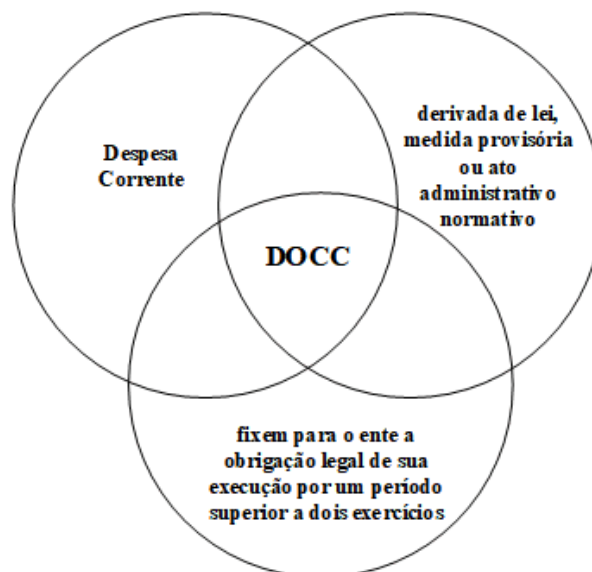 Despesa
Corrente
derivada de lei,
medida provisória
ou ato
administrativo
normativo
DOCC
fixem para o ente a
obrigação legal de sua
execução por um período
superior a dois exercícios